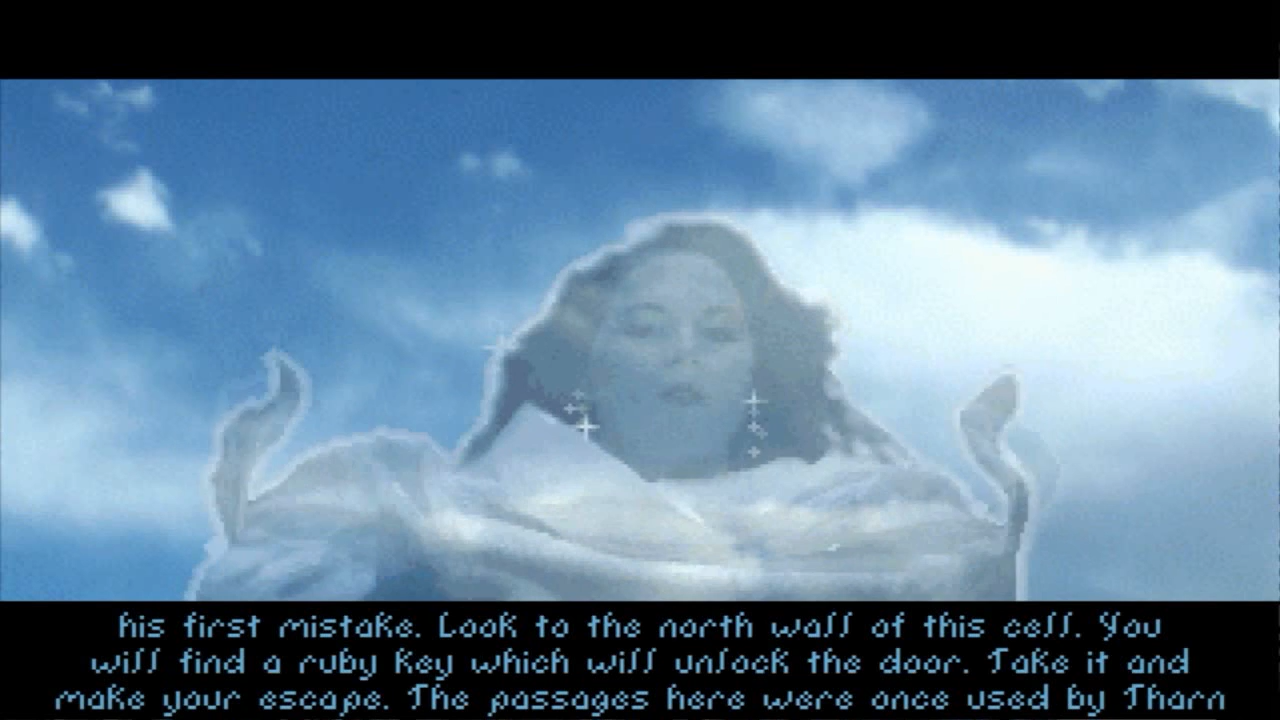 his first mistake. Look to the north wall of this cell. You
will find a ruby key which will unlock the door. Take it and
make your escape. The passages here were once used by Tharn